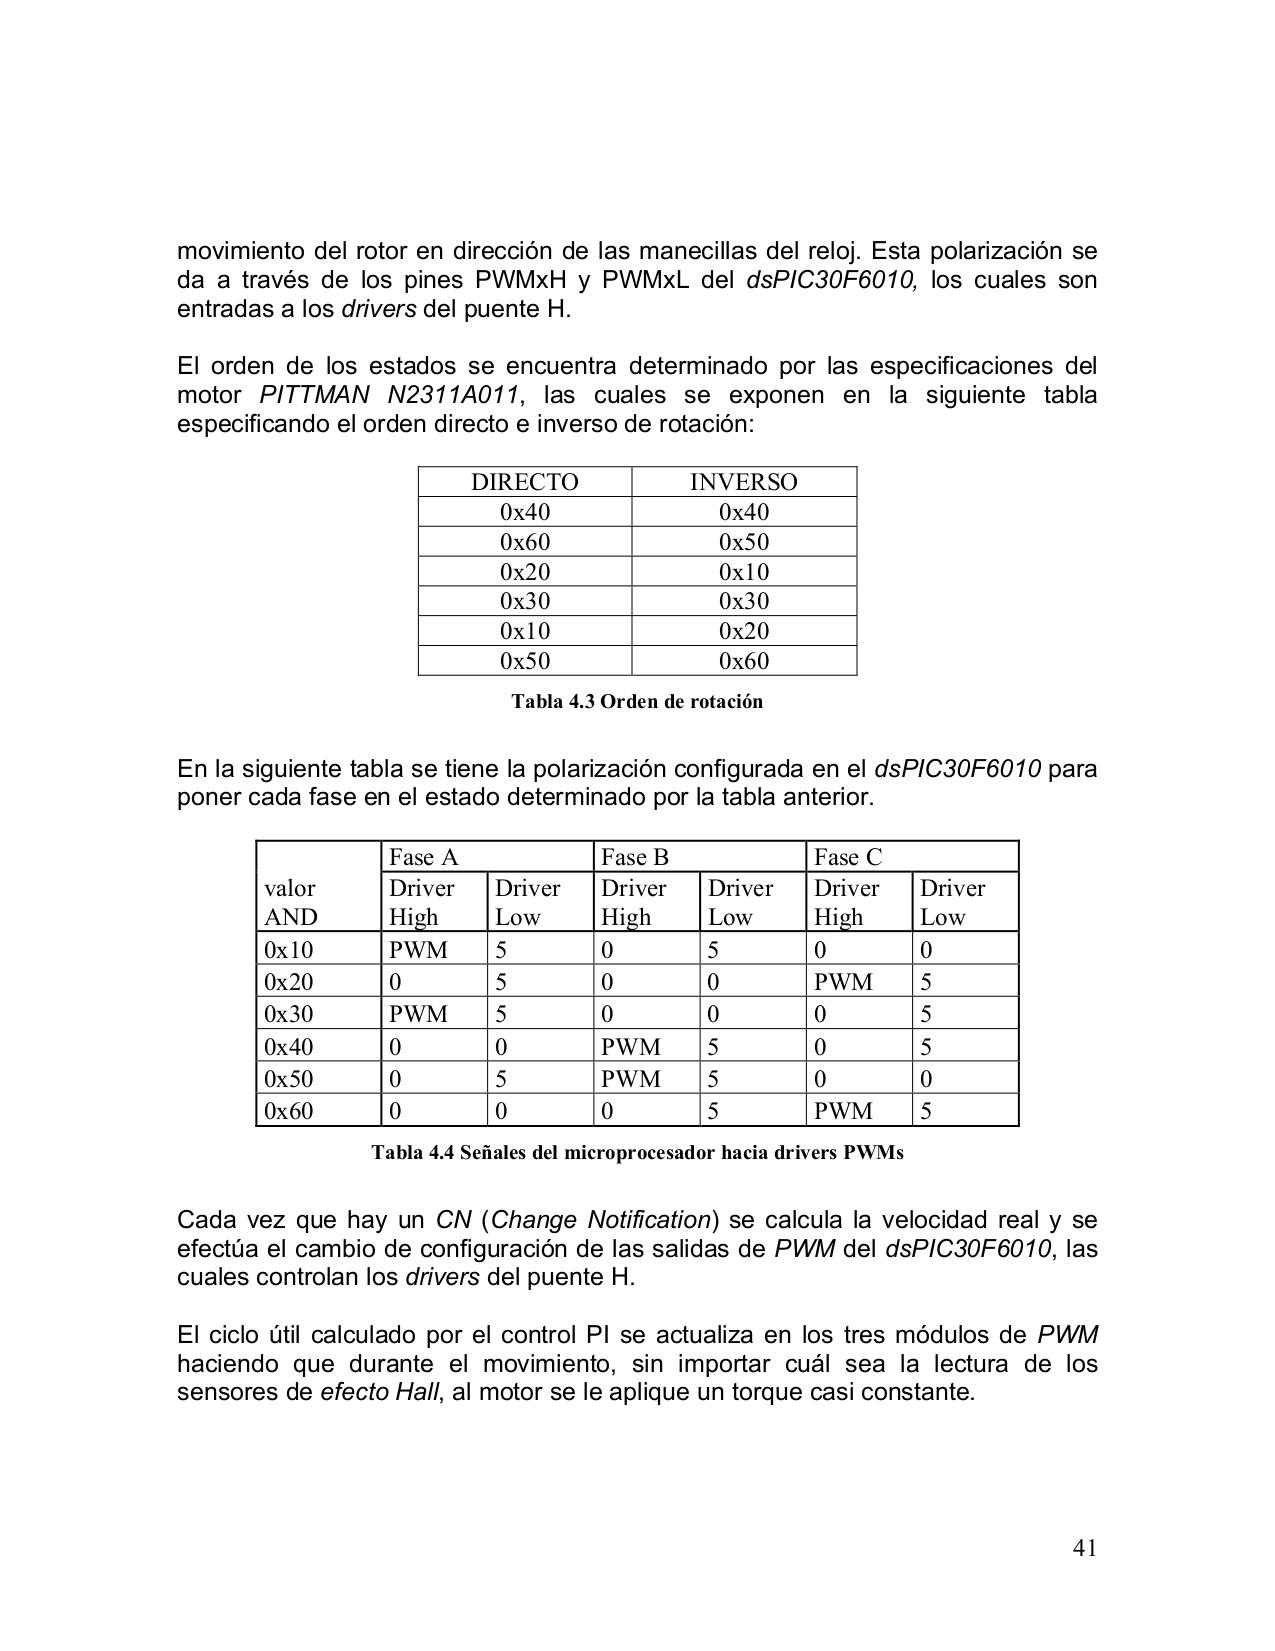 movimiento del rotor en dirección de las manecillas del reloj. Esta polarización se
da a través de los pines PWMxH y PWMxL del dsPIC30F6010, los cuales son
entradas a los drivers del puente H.
El orden de los estados se encuentra determinado por las especificaciones del
motor PITTMAN N2311A011, las cuales se exponen en la siguiente tabla
especificando el orden directo e inverso de rotación:
DIRECTO INVERSO
0x40 0x40
0x60 0x50
0x20 0x10
0x30 0x30
0x10 0x20
0x50 0x60
Tabla 4.3 Orden de rotación
En la siguiente tabla se tiene la polarización configurada en el dsPIC30F6010 para
poner cada fase en el estado determinado por la tabla anterior.
Fase A Fase B Fase C
valor Driver Driver Driver Driver Driver Driver
AND High Low High Low High Low
0x10 PWM 5 0 5 0 0
0x20 0 5 0 0 PWM 5
0x30 PWM 5 0 0 0 5
0x40 0 0 PWM 5 0 5
0x50 0 5 PWM 5 0 0
0x60 0 0 0 5 PWM 5
Tabla 4.4 Señales del microprocesador hacia drivers PWMs
Cada vez que hay un CN (Change Notification) se calcula la velocidad real y se
efectúa el cambio de configuración de las salidas de PWM del dsPIC30F6010, las
cuales controlan los drivers del puente H.
El ciclo útil calculado por el control PI se actualiza en los tres módulos de PWM
haciendo que durante el movimiento, sin importar cuál sea la lectura de los
sensores de efecto Hall, al motor se le aplique un torque casi constante.
41